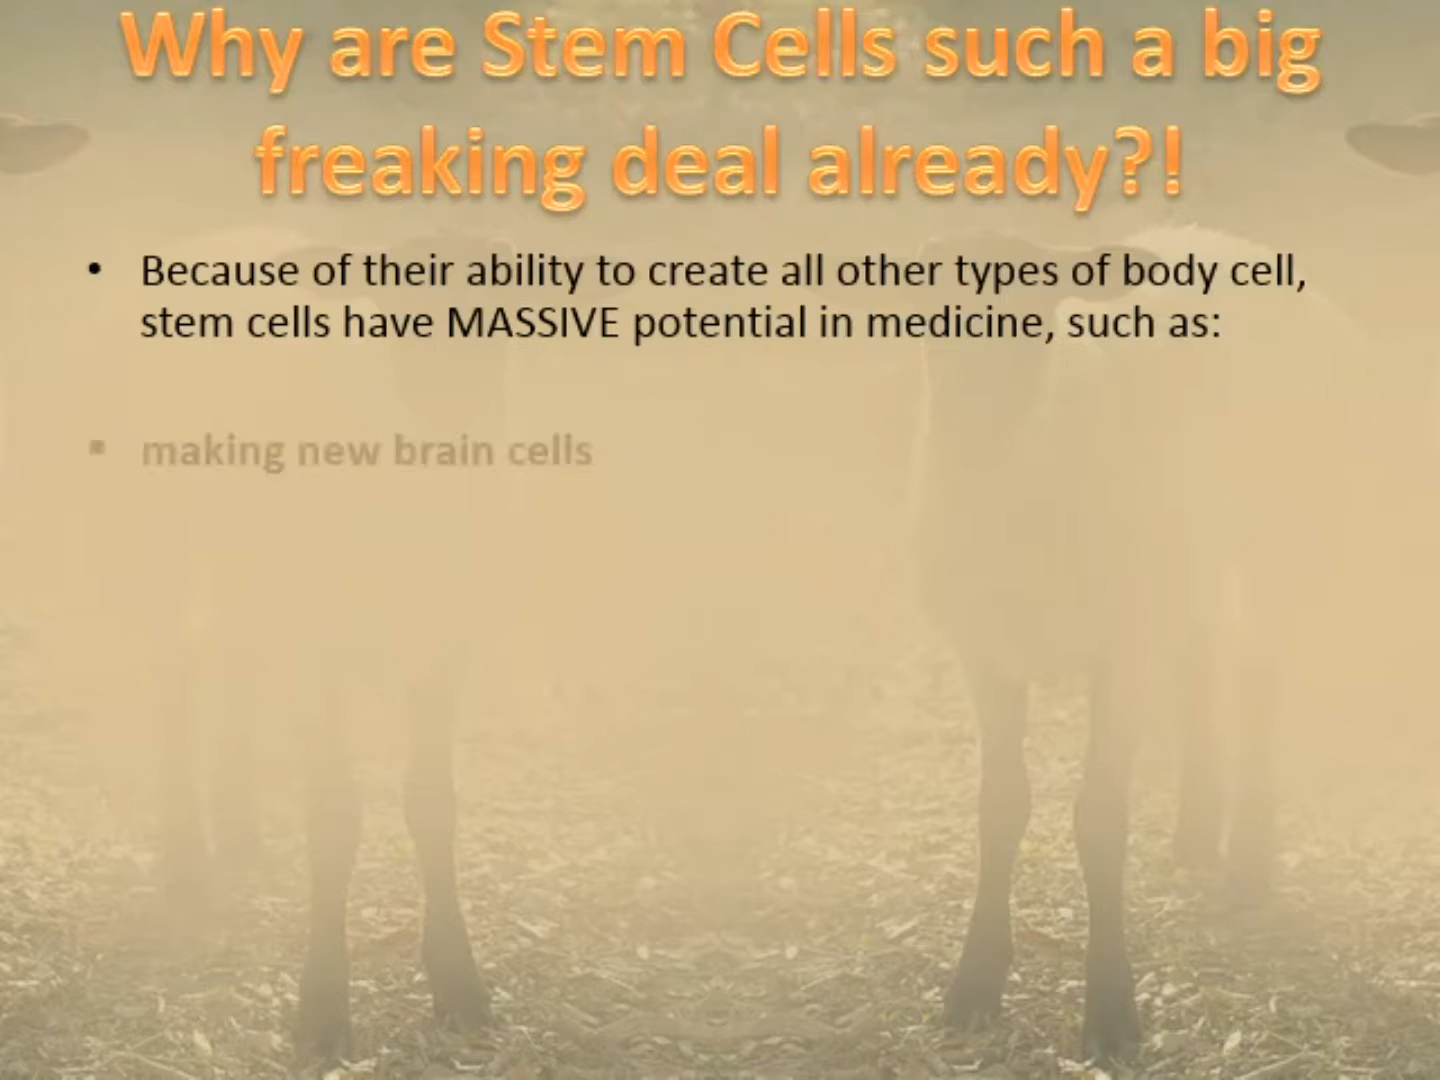 Why are Stem Cells such a big
freaking deal already?!
• Because of their ability to create all other types of body cell,
stem cells have MASSIVE potential in medicine, such as:
▪ making new brain cells